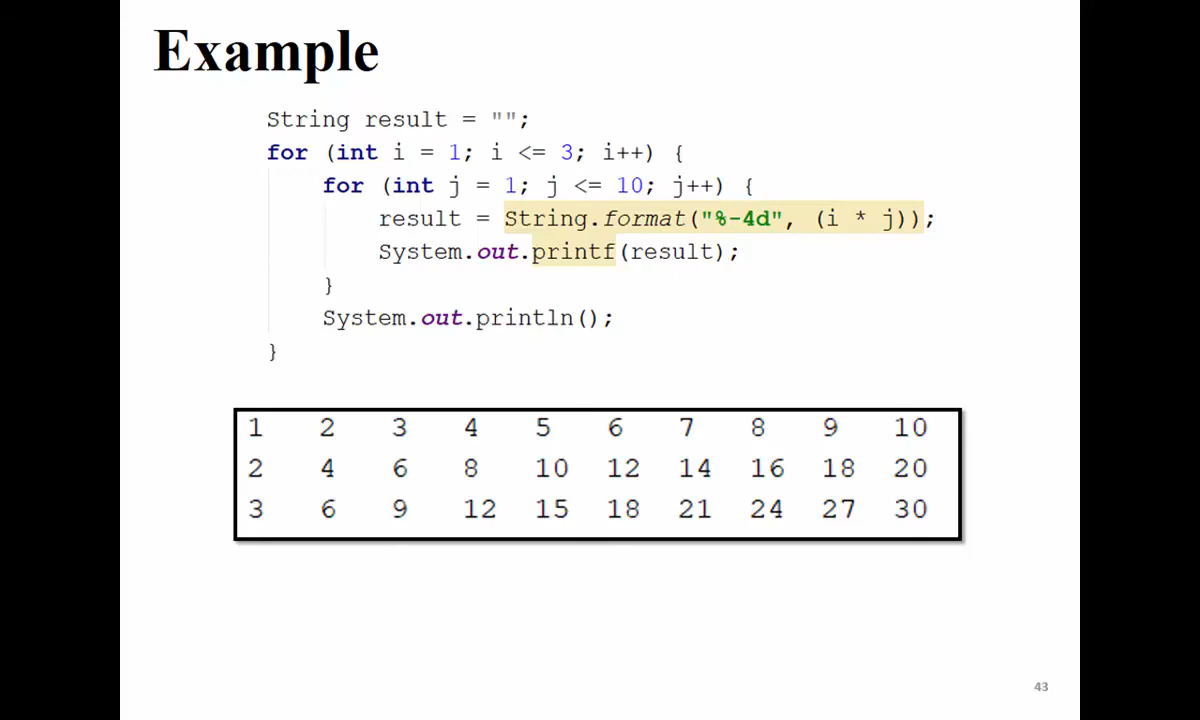 Example
String result = "";
for (int i = 1; i <= 3; i++) {
for (int j = 1; j <= 10; j++) {
result = String.format("%-4d", (i * j));
System.out.printf(result);
}
System.out.println();
}
1 2 3 4 5 6 7 8 9 10
2 4 6 8 10 12 14 16 18 20
3 6 9 12 15 18 21 24 27 30
43